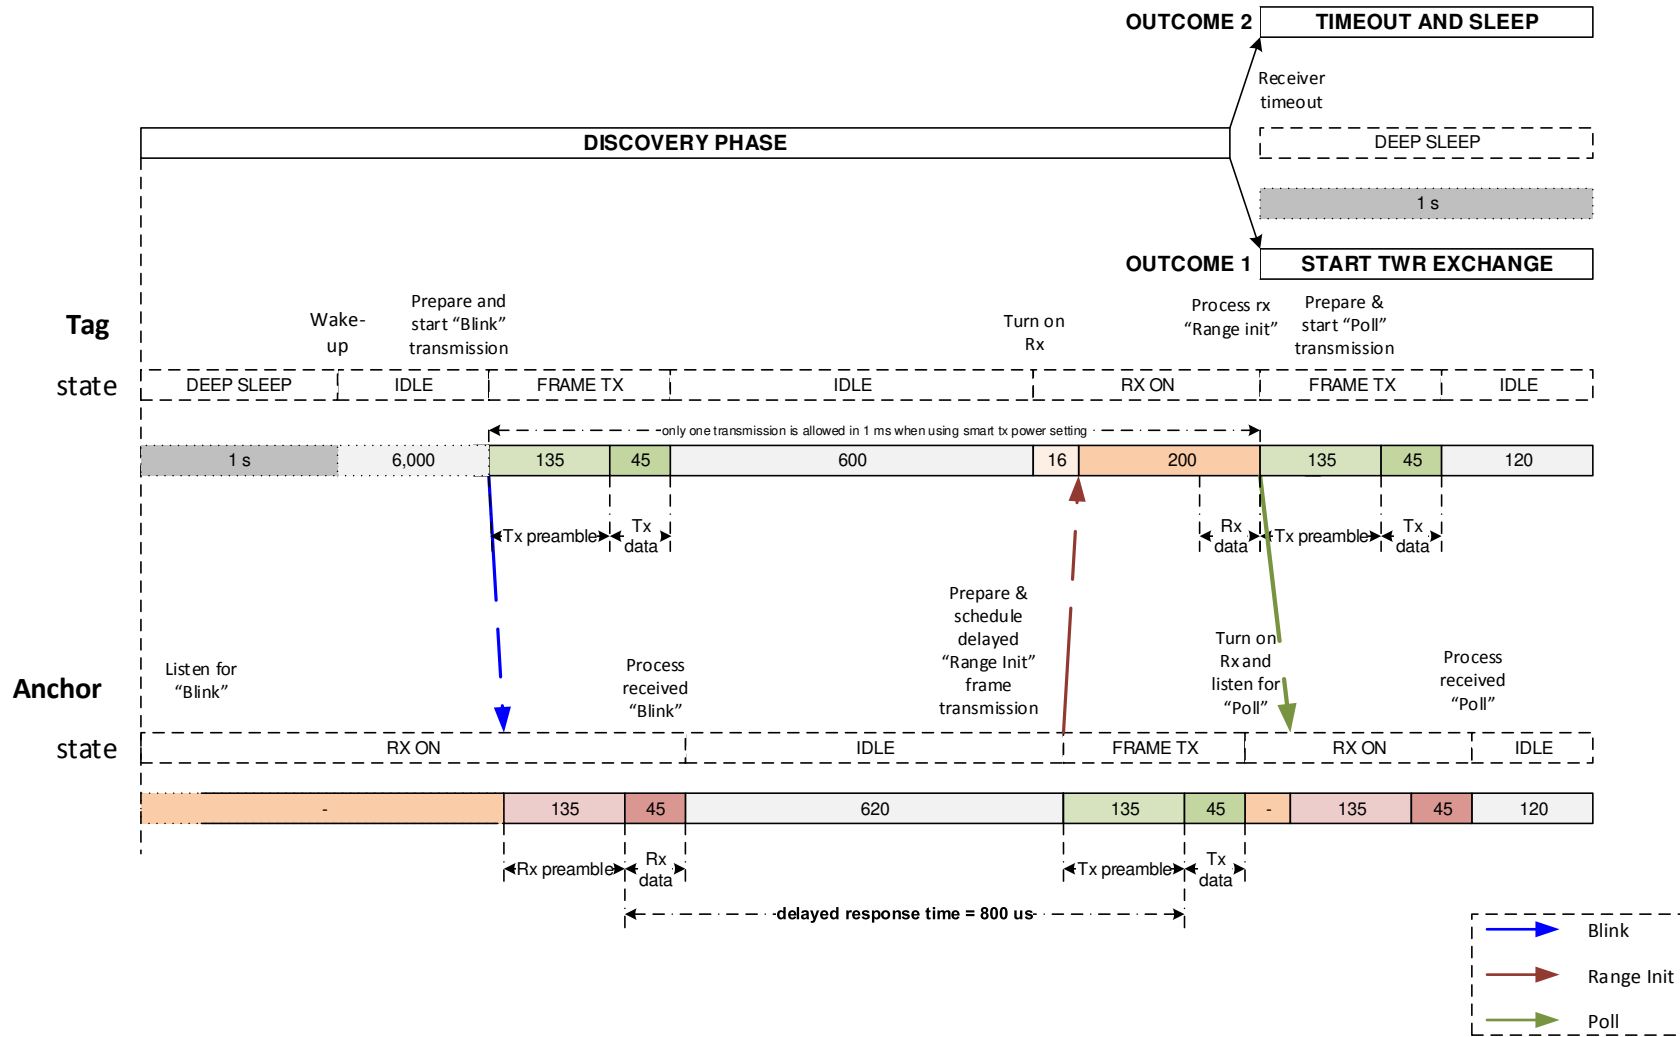 OUTCOME 2
TIMEOUT AND SLEEP
Receiver
timeout
DISCOVERY PHASE
DEEP SLEEP
1 s
OUTCOME 1
START TWR EXCHANGE
Tag
state
Wake-
up
Prepare and
start “Blink”
transmission
Turn on
Rx
Process rx
“Range init”
Prepare &
start “Poll”
transmission
DEEP SLEEP
IDLE
FRAME TX
IDLE
RX ON
FRAME TX
IDLE
only one transmission is allowed in 1 ms when using smart tx power setting
1 s
6,000
135
45
600
16
200
135
45
120
Tx preamble
Tx
data
Rx
data
Tx preamble
Tx
data
Anchor
state
Listen for
“Blink”
Process
received
“Blink”
Prepare &
schedule
delayed
“Range Init”
frame
transmission
Turn on
Rx and
listen for
“Poll”
Process
received
“Poll”
RX ON
IDLE
FRAME TX
RX ON
IDLE
-
135
45
620
135
45
-
135
45
120
Rx preamble
Rx
data
Tx preamble
Tx
data
delayed response time = 800 us
Blink
Range Init
Poll